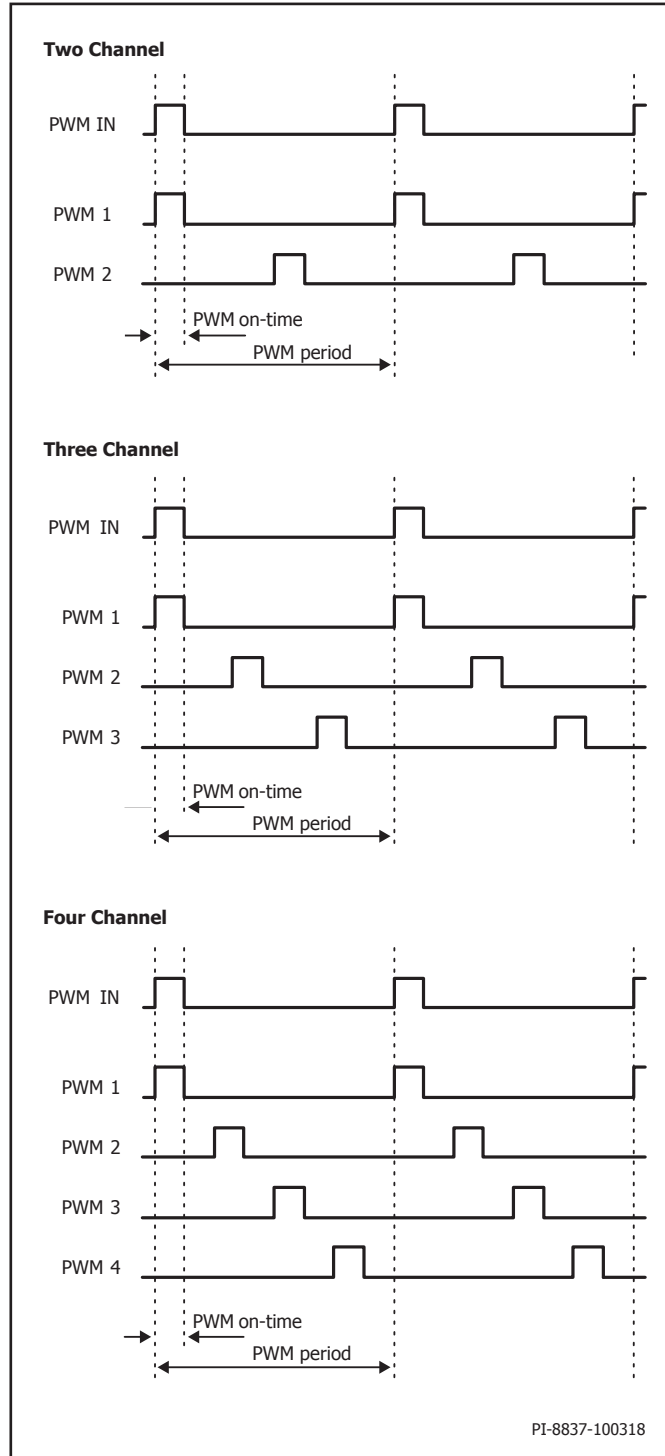 Two Channel
PWM IN
PWM 1
PWM 2
PWM on-time
PWM period
Three Channel
PWM IN
PWM 1
PWM 2
PWM 3
PWM on-time
PWM period
Four Channel
PWM IN
PWM 1
PWM 2
PWM 3
PWM 4
PWM on-time
PWM period
PI-8837-100318